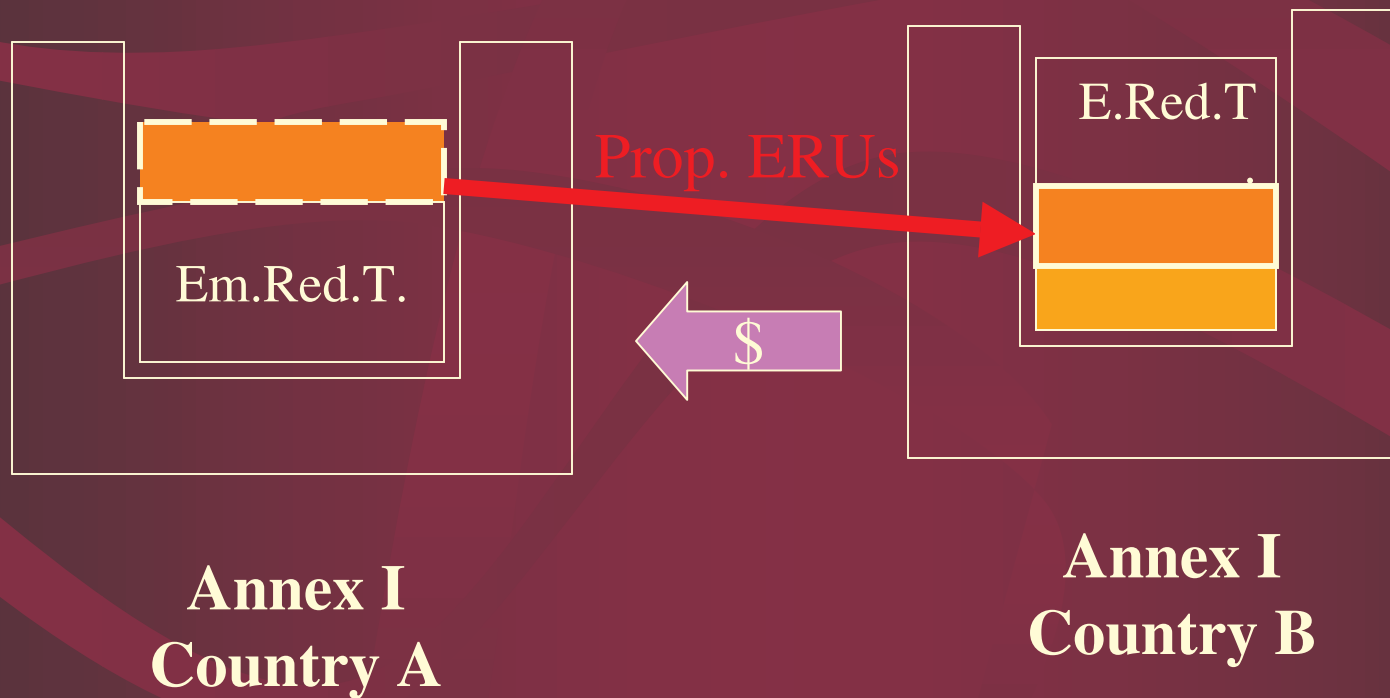 E.Red.T
.
Prop. ERUs
Em.Red.T.
$
Annex I
Country A
Annex I
Country B